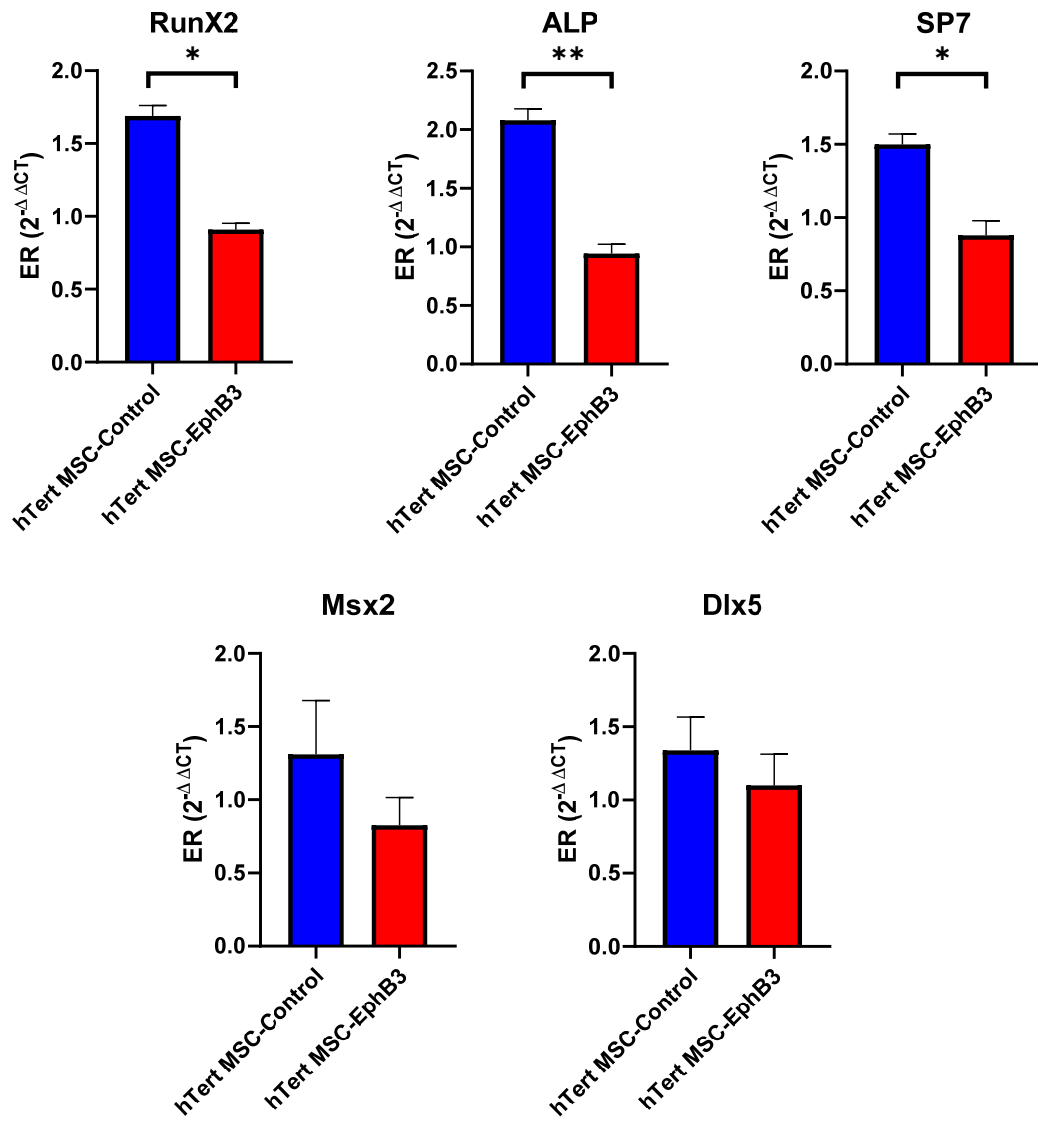 RunX2
*
2.0
1.5
1.0
0.5
0.0
ER (2-Δ ΔCT)
hTert MSC-Control
hTert MSC-EphB3
ALP
**
2.5
2.0
1.5
1.0
0.5
0.0
ER (2-Δ ΔCT)
hTert MSC-Control
hTert MSC-EphB3
SP7
*
2.0
1.5
1.0
0.5
0.0
ER (2-Δ ΔCT)
hTert MSC-Control
hTert MSC-EphB3
Msx2
2.0
1.5
1.0
0.5
0.0
ER (2-Δ ΔCT)
hTert MSC-Control
hTert MSC-EphB3
Dlx5
2.0
1.5
1.0
0.5
0.0
ER (2-Δ ΔCT)
hTert MSC-Control
hTert MSC-EphB3